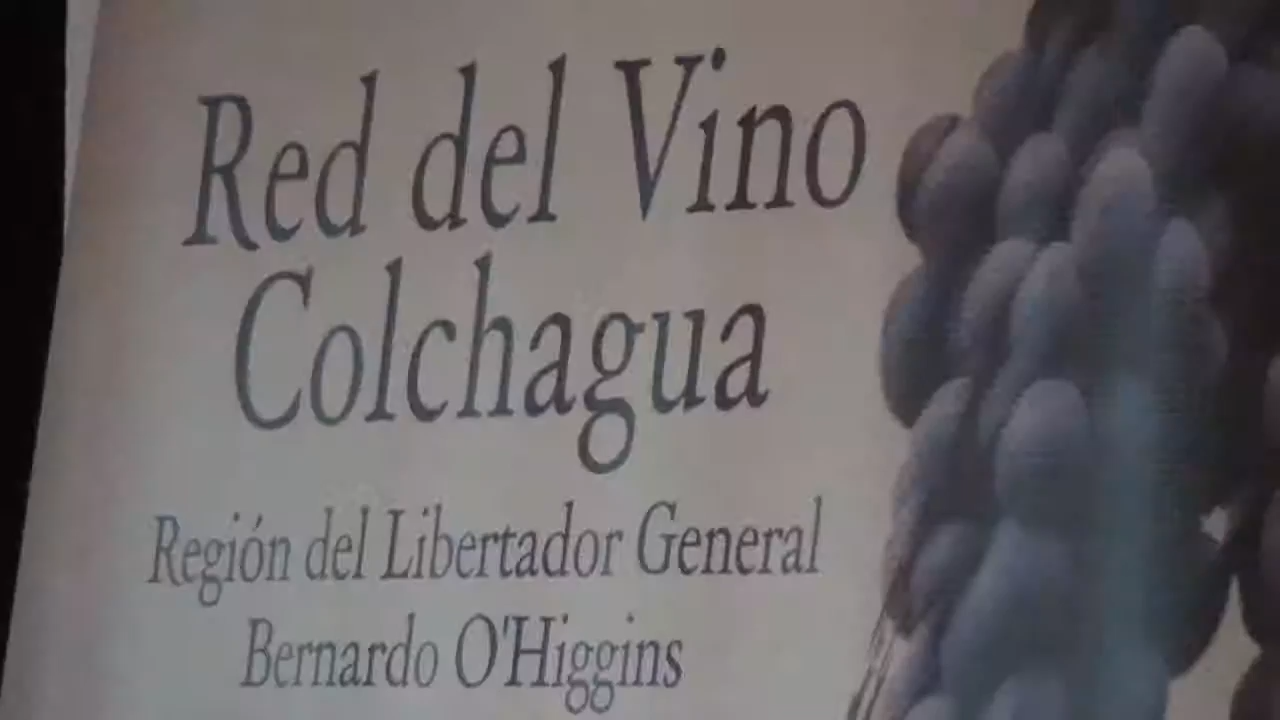 Red del Vino
Colchagua
Región del Libertador General
Bernardo O'Higgins